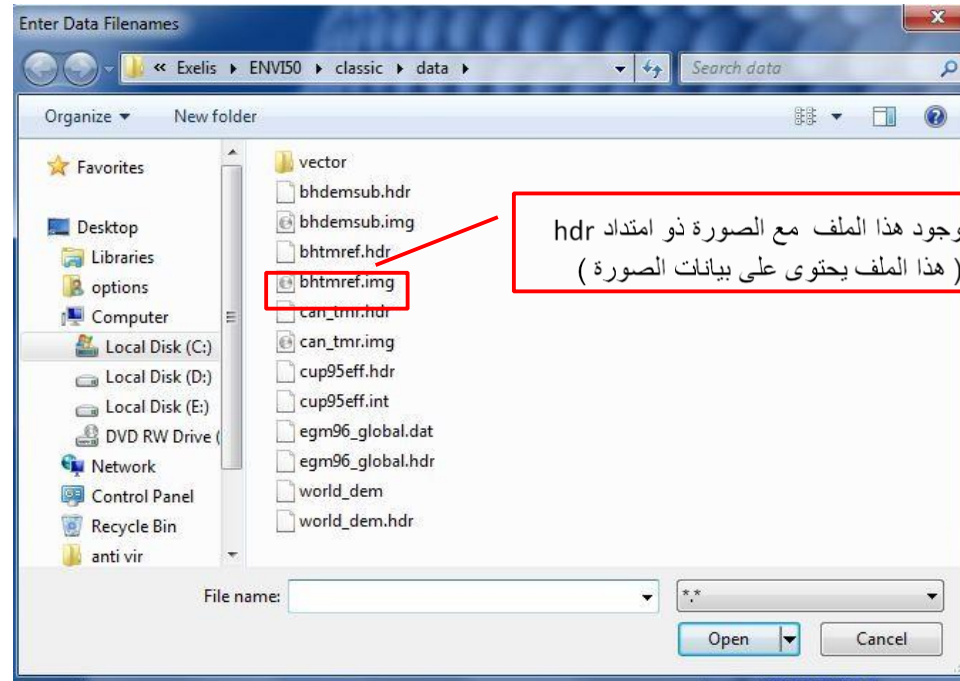 Enter Data Filenames
« Exelis ▸ ENVI50 ▸ classic ▸ data ▸
Search data
Organize ▾ New folder
Favorites
Desktop
Libraries
options
Computer
Local Disk (C:)
Local Disk (D:)
Local Disk (E:)
DVD RW Drive (
Network
Control Panel
Recycle Bin
anti vir
vector
bhdemsub.hdr
bhdemsub.img
bhtmref.hdr
bhtmref.img
can_tmr.hdr
can_tmr.img
cup95eff.hdr
cup95eff.int
egm96_global.dat
egm96_global.hdr
world_dem
world_dem.hdr
وجود هذا الملف مع الصورة ذو امتداد hdr
( هذا الملف يحتوى على بيانات الصورة )
File name:
*.*
Open
Cancel